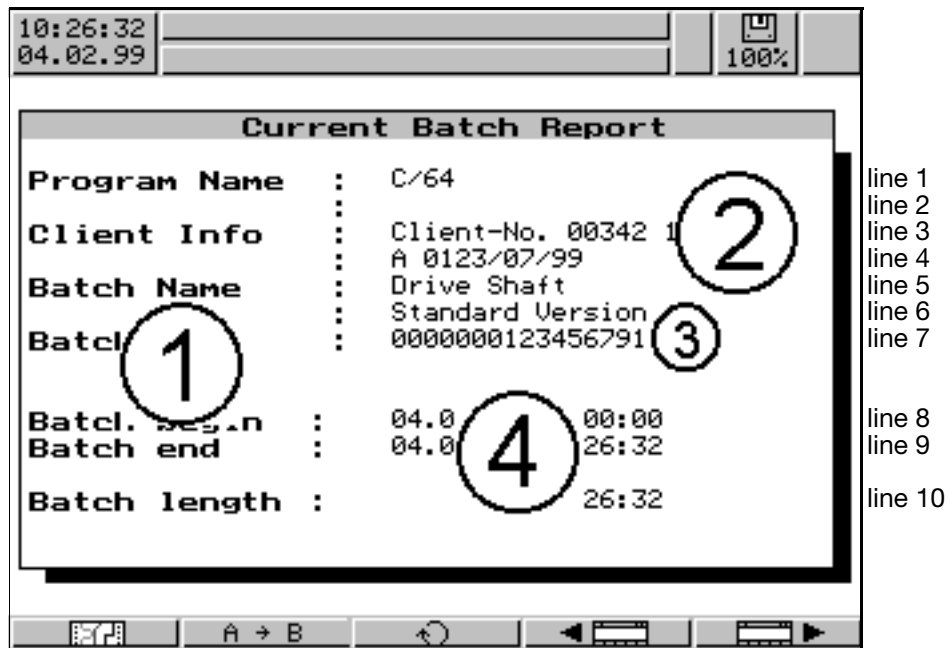 10:26:32
04.02.99
100%
Current Batch Report
Program Name : C/64 line 1
: line 2
Client Info : Client-No. 00342 2 line 3
: A 0123/07/99 line 4
Batch Name : Drive Shaft line 5
: Standard Version line 6
1 : 0000000123456791 3 line 7
: 04.0 4 00:00 line 8
Batch end : 04.0 26:32 line 9
Batch length : 26:32 line 10
A → B